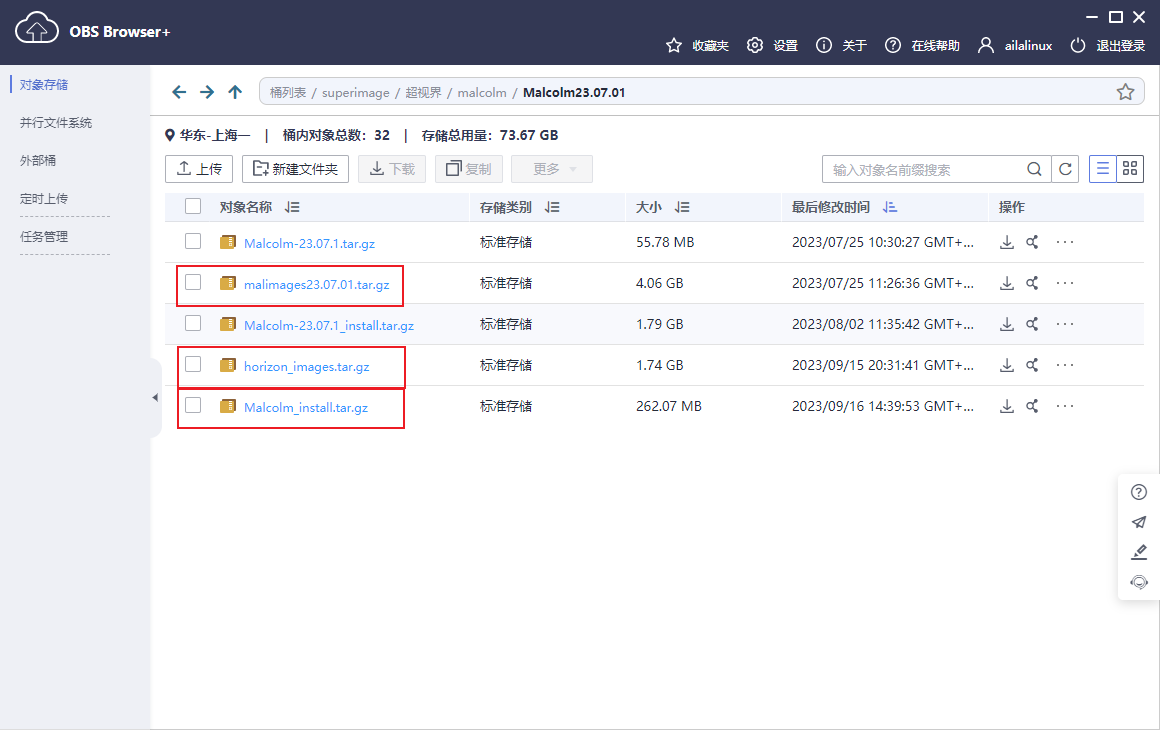 OBS Browser+
收藏夹 设置 关于 在线帮助 ailalinux 退出登录
对象存储
并行文件系统
外部桶
定时上传
任务管理
桶列表 / superimage / 超视界 / malcolm / Malcolm23.07.01
华东-上海一 | 桶内对象总数：32 | 存储总用量：73.67 GB
上传 新建文件夹 下载 复制 更多 输入对象名前缀搜索
对象名称 存储类别 大小 最后修改时间 操作
Malcolm-23.07.1.tar.gz 标准存储 55.78 MB 2023/07/25 10:30:27 GMT+... ...
malimages23.07.01.tar.gz 标准存储 4.06 GB 2023/07/25 11:26:36 GMT+... ...
Malcolm-23.07.1_install.tar.gz 标准存储 1.79 GB 2023/08/02 11:35:42 GMT+... ...
horizon_images.tar.gz 标准存储 1.74 GB 2023/09/15 20:31:41 GMT+... ...
Malcolm_install.tar.gz 标准存储 262.07 MB 2023/09/16 14:39:53 GMT+... ...